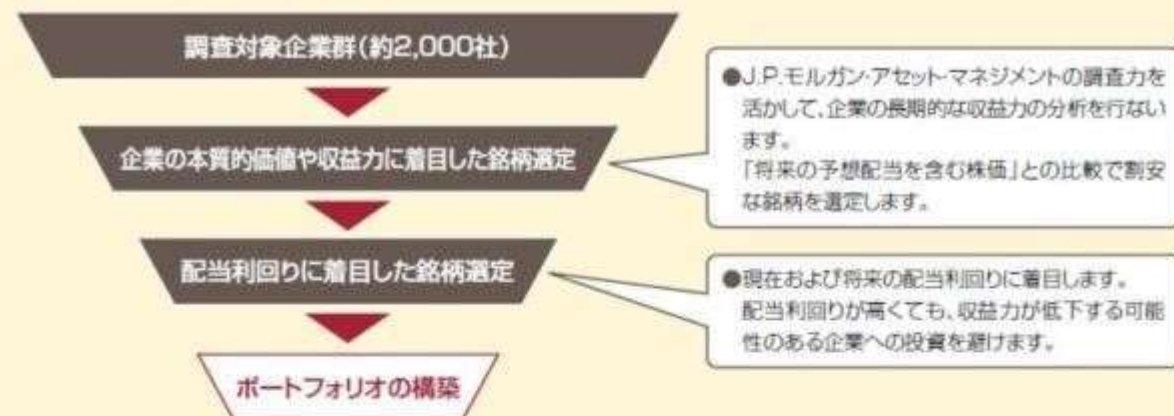 調査対象企業群(約2,000社)
●J.P.モルガン・アセット・マネジメントの調査力を
活かして、企業の長期的な収益力の分析を行ない
ます。
「将来の予想配当を含む株価」との比較で割安
な銘柄を選定します。
企業の本質的価値や収益力に着目した銘柄選定
配当利回りに着目した銘柄選定
●現在および将来の配当利回りに着目します。
配当利回りが高くても、収益力が低下する可能
性のある企業への投資を避けます。
ポートフォリオの構築